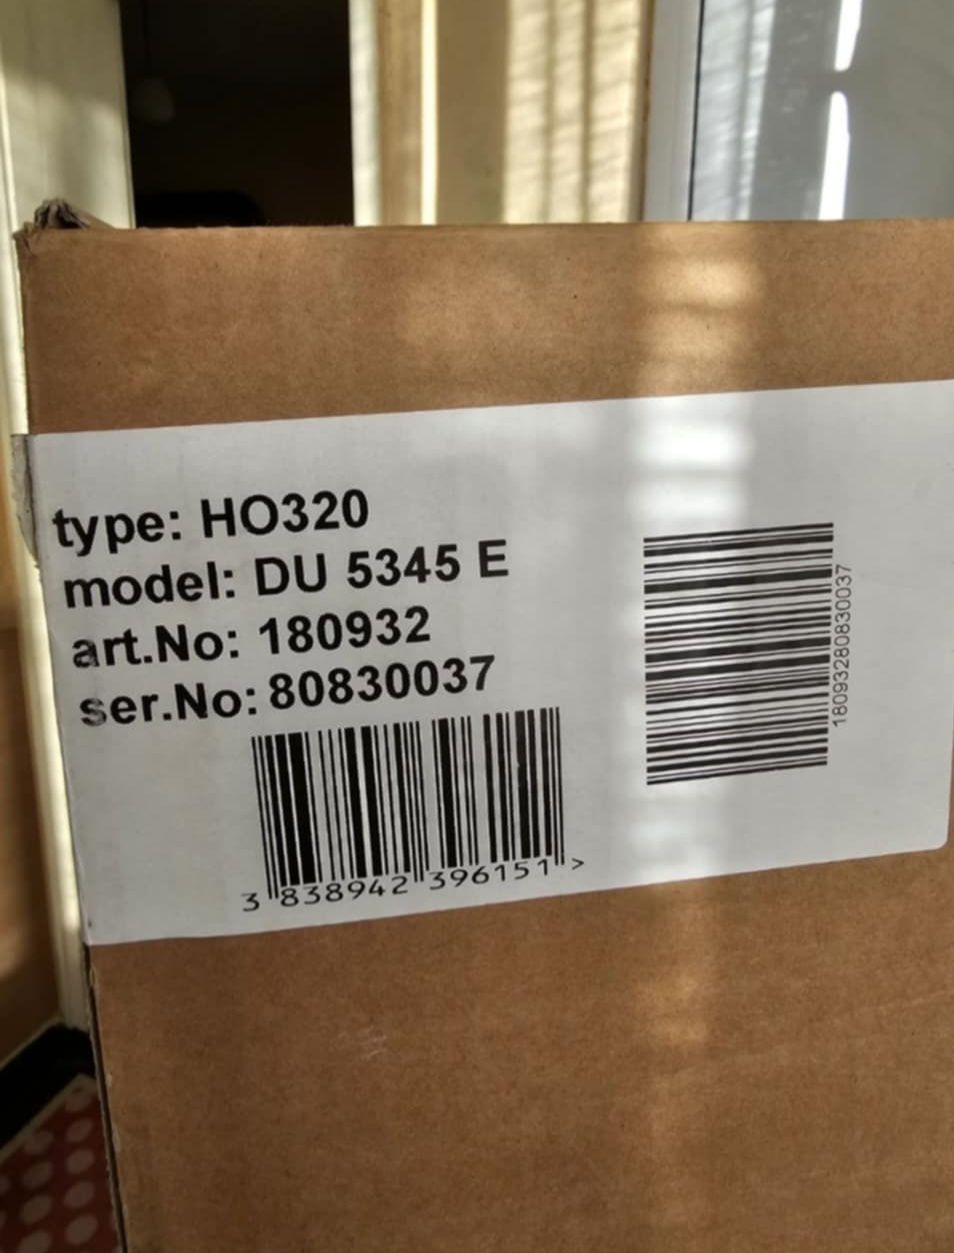 type: HO320
model: DU 5345 E
art.No: 180932
ser.No: 80830037
3 838942 396151 >
18093280830037